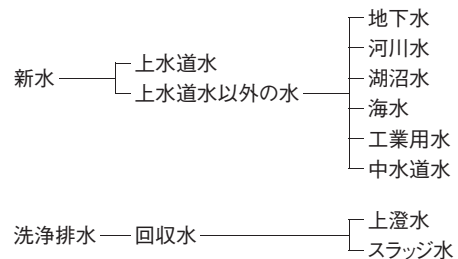 地下水
河川水
上水道水
新水
湖沼水
上水道水以外の水
海水
工業用水
中水道水
上澄水
洗浄排水
回収水
スラッジ水